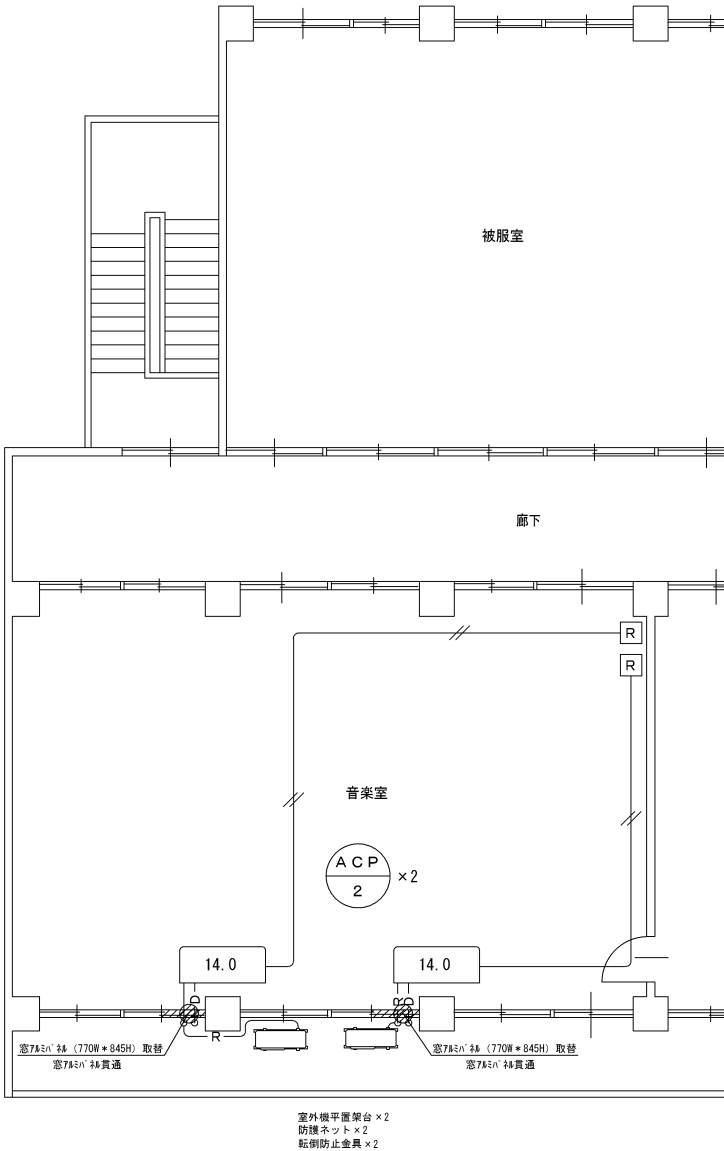 被服室
廊下
R
R
音楽室
ACP
2
×2
14.0
14.0
D
R
D
R
窓ｱﾙﾐﾊﾟﾈﾙ（770W＊845H）取替
窓ｱﾙﾐﾊﾟﾈﾙ貫通
窓ｱﾙﾐﾊﾟﾈﾙ（770W＊845H）取替
窓ｱﾙﾐﾊﾟﾈﾙ貫通
室外機平置架台×2
防護ネット×2
転倒防止金具×2